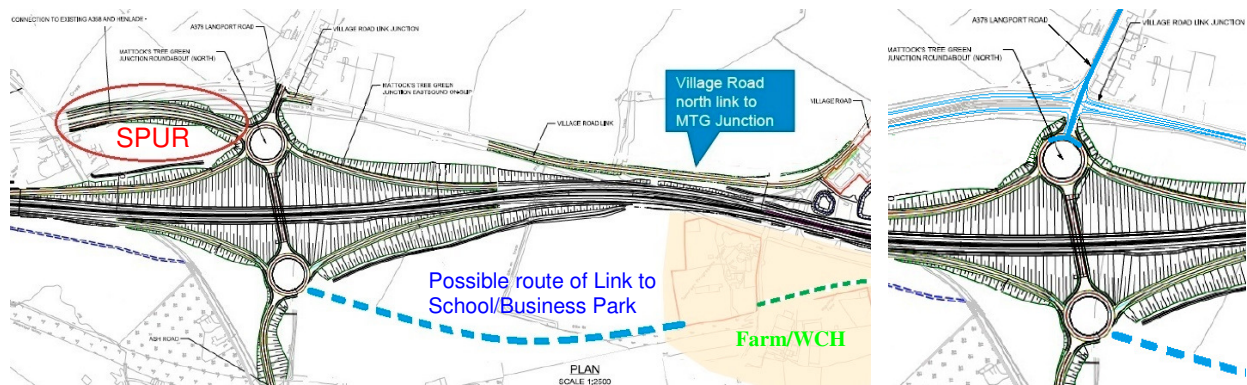 CONNECTION TO EXISTING A358 AND HENLADE
A378 LANGPORT ROAD
VILLAGE ROAD LINK JUNCTION
MATTOCK'S TREE GREEN
JUNCTION ROUNDABOUT (NORTH)
MATTOCK'S TREE GREEN
JUNCTION EASTBOUND ON-SLIP
SPUR
VILLAGE ROAD LINK
Village Road
north link to
MTG Junction
VILLAGE ROAD
Possible route of Link to
School/Business Park
Farm/WCH
ASH ROAD
PLAN
SCALE 1:2500
A378 LANGPORT ROAD
VILLAGE ROAD LINK JUNCTION
MATTOCK'S TREE GREEN
JUNCTION ROUNDABOUT (NORTH)